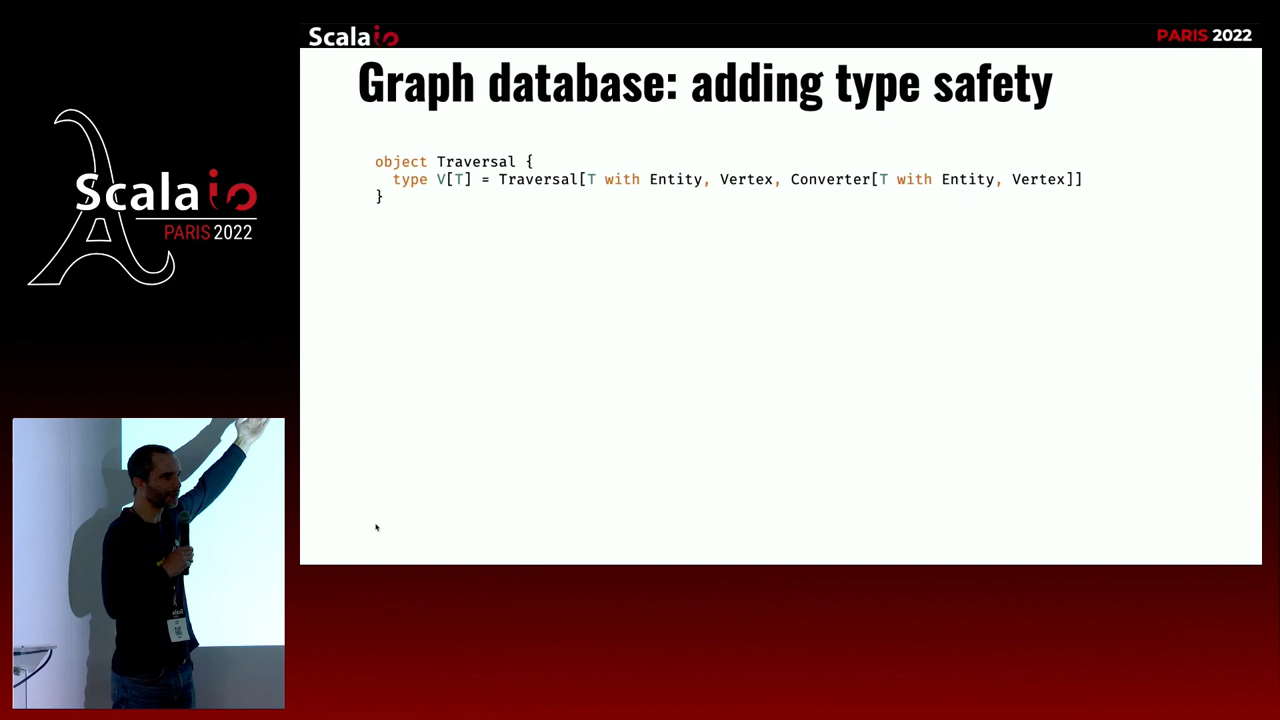 Scala io
PARIS 2022
Graph database: adding type safety
object Traversal {
  type V[T] = Traversal[T with Entity, Vertex, Converter[T with Entity, Vertex]]
}
Scala io
PARIS 2022